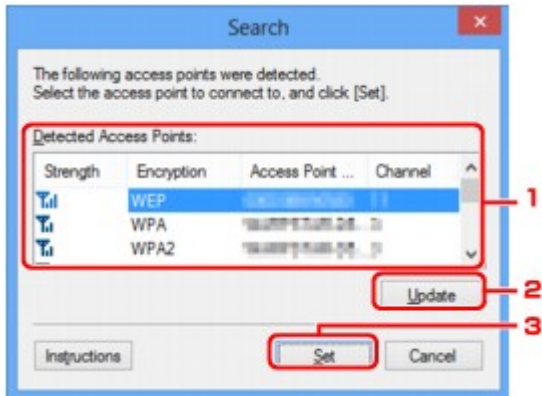 Search
The following access points were detected.
Select the access point to connect to, and click [Set].
Detected Access Points:
Strength Encryption Access Point ... Channel
WEP
WPA
WPA2
1
Update
2
3
Instructions Set Cancel